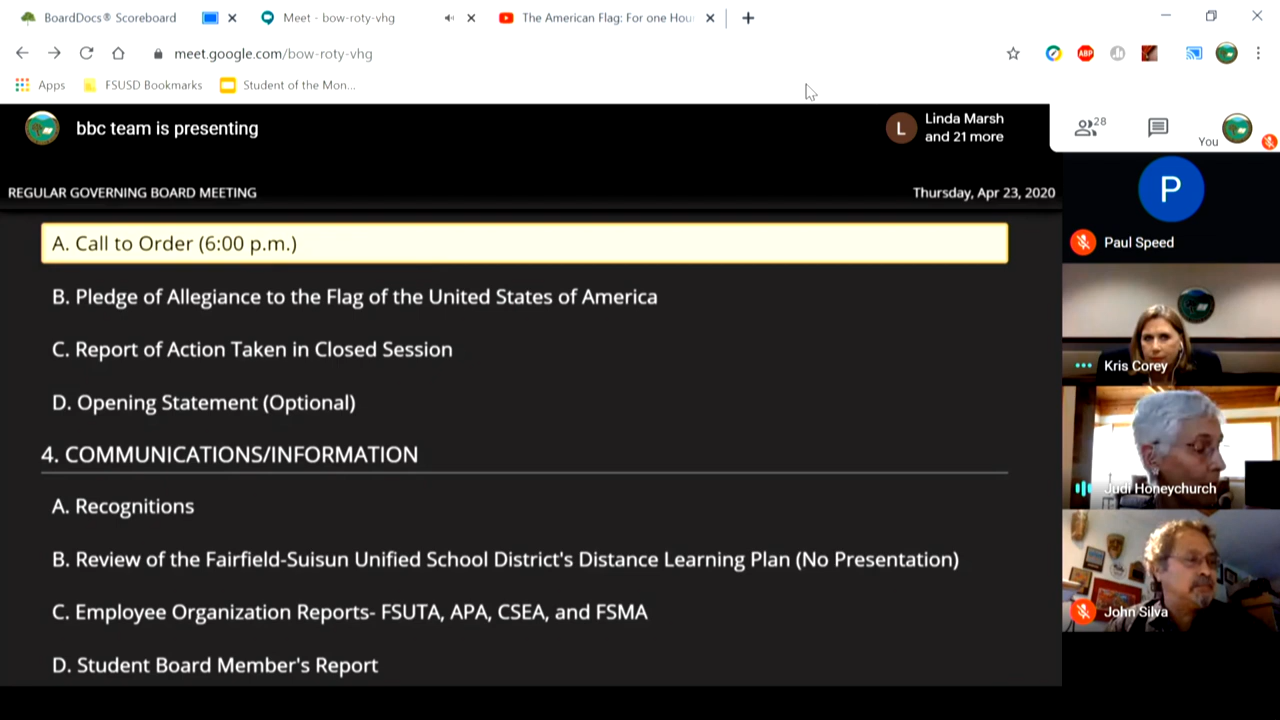 BoardDocs® Scoreboard
Meet - bow-roty-vhg
The American Flag: For one Hou
meet.google.com/bow-roty-vhg
ABP
Apps
FSUSD Bookmarks
Student of the Mon...
bbc team is presenting
L
Linda Marsh
and 21 more
28
You
REGULAR GOVERNING BOARD MEETING
Thursday, Apr 23, 2020
P
Paul Speed
A. Call to Order (6:00 p.m.)
B. Pledge of Allegiance to the Flag of the United States of America
C. Report of Action Taken in Closed Session
Kris Corey
D. Opening Statement (Optional)
4. COMMUNICATIONS/INFORMATION
Judi Honeychurch
A. Recognitions
B. Review of the Fairfield-Suisun Unified School District's Distance Learning Plan (No Presentation)
C. Employee Organization Reports- FSUTA, APA, CSEA, and FSMA
John Silva
D. Student Board Member's Report